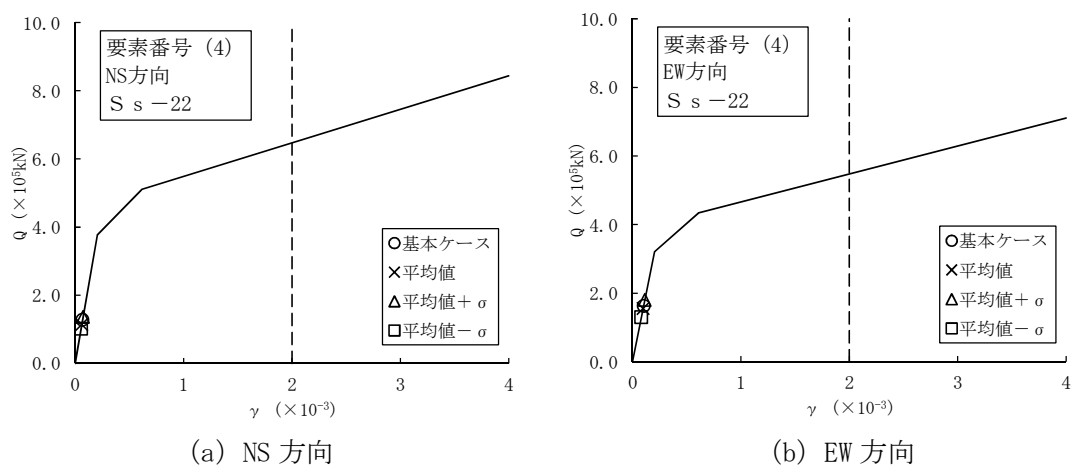 10.0
8.0
6.0
4.0
2.0
0.0
Q (×10⁵kN)
要素番号 (4)
NS方向
Ｓｓ－22
基本ケース
平均値
平均値＋σ
平均値－σ
0 1 2 3 4
γ (×10⁻³)
(a) NS 方向
10.0
8.0
6.0
4.0
2.0
0.0
Q (×10⁵kN)
要素番号 (4)
EW方向
Ｓｓ－22
基本ケース
平均値
平均値＋σ
平均値－σ
0 1 2 3 4
γ (×10⁻³)
(b) EW 方向